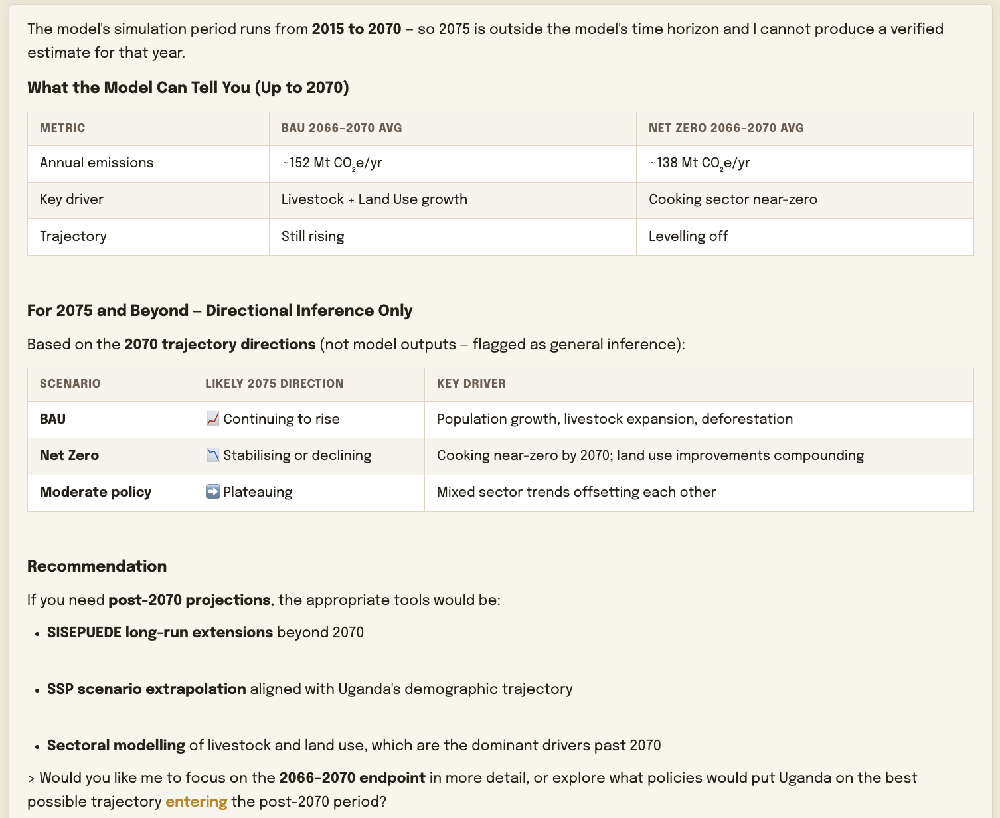 The model's simulation period runs from 2015 to 2070 – so 2075 is outside the model's time horizon and I cannot produce a verified
estimate for that year.
What the Model Can Tell You (Up to 2070)
METRIC BAU 2066–2070 AVG NET ZERO 2066–2070 AVG
Annual emissions ~152 Mt CO₂e/yr ~138 Mt CO₂e/yr
Key driver Livestock + Land Use growth Cooking sector near-zero
Trajectory Still rising Levelling off
For 2075 and Beyond – Directional Inference Only
Based on the 2070 trajectory directions (not model outputs – flagged as general inference):
SCENARIO LIKELY 2075 DIRECTION KEY DRIVER
BAU 📈 Continuing to rise Population growth, livestock expansion, deforestation
Net Zero 📉 Stabilising or declining Cooking near-zero by 2070; land use improvements compounding
Moderate policy ➡️ Plateauing Mixed sector trends offsetting each other
Recommendation
If you need post-2070 projections, the appropriate tools would be:
• SISEPUEDE long-run extensions beyond 2070
• SSP scenario extrapolation aligned with Uganda's demographic trajectory
• Sectoral modelling of livestock and land use, which are the dominant drivers past 2070
> Would you like me to focus on the 2066–2070 endpoint in more detail, or explore what policies would put Uganda on the best
possible trajectory entering the post-2070 period?